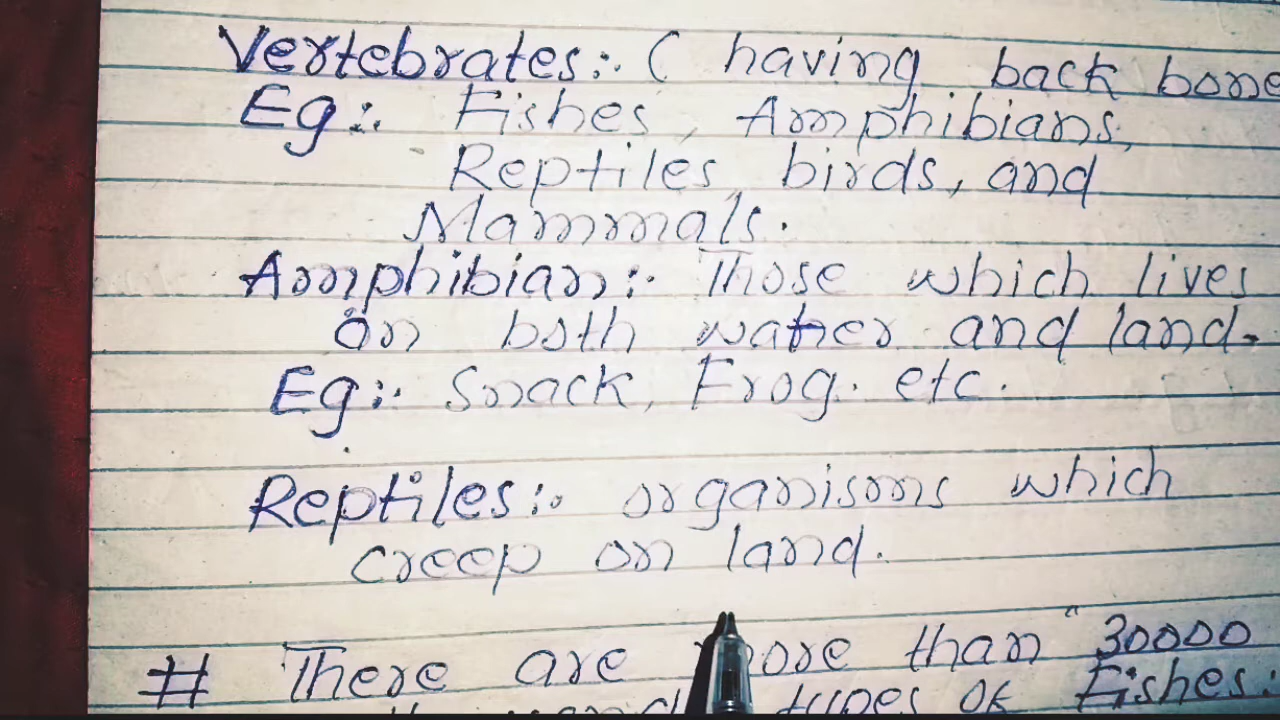 Vertebrates:. ( having back bone
Eg:. Fishes, Amphibians,
Reptiles birds, and
Mammals.
Amphibian:. Those which lives
on both water and land.
Eg:. Snack, Frog. etc.
Reptiles:. organisms which
creep on land.
# There are more than "30000
types of Fishes: